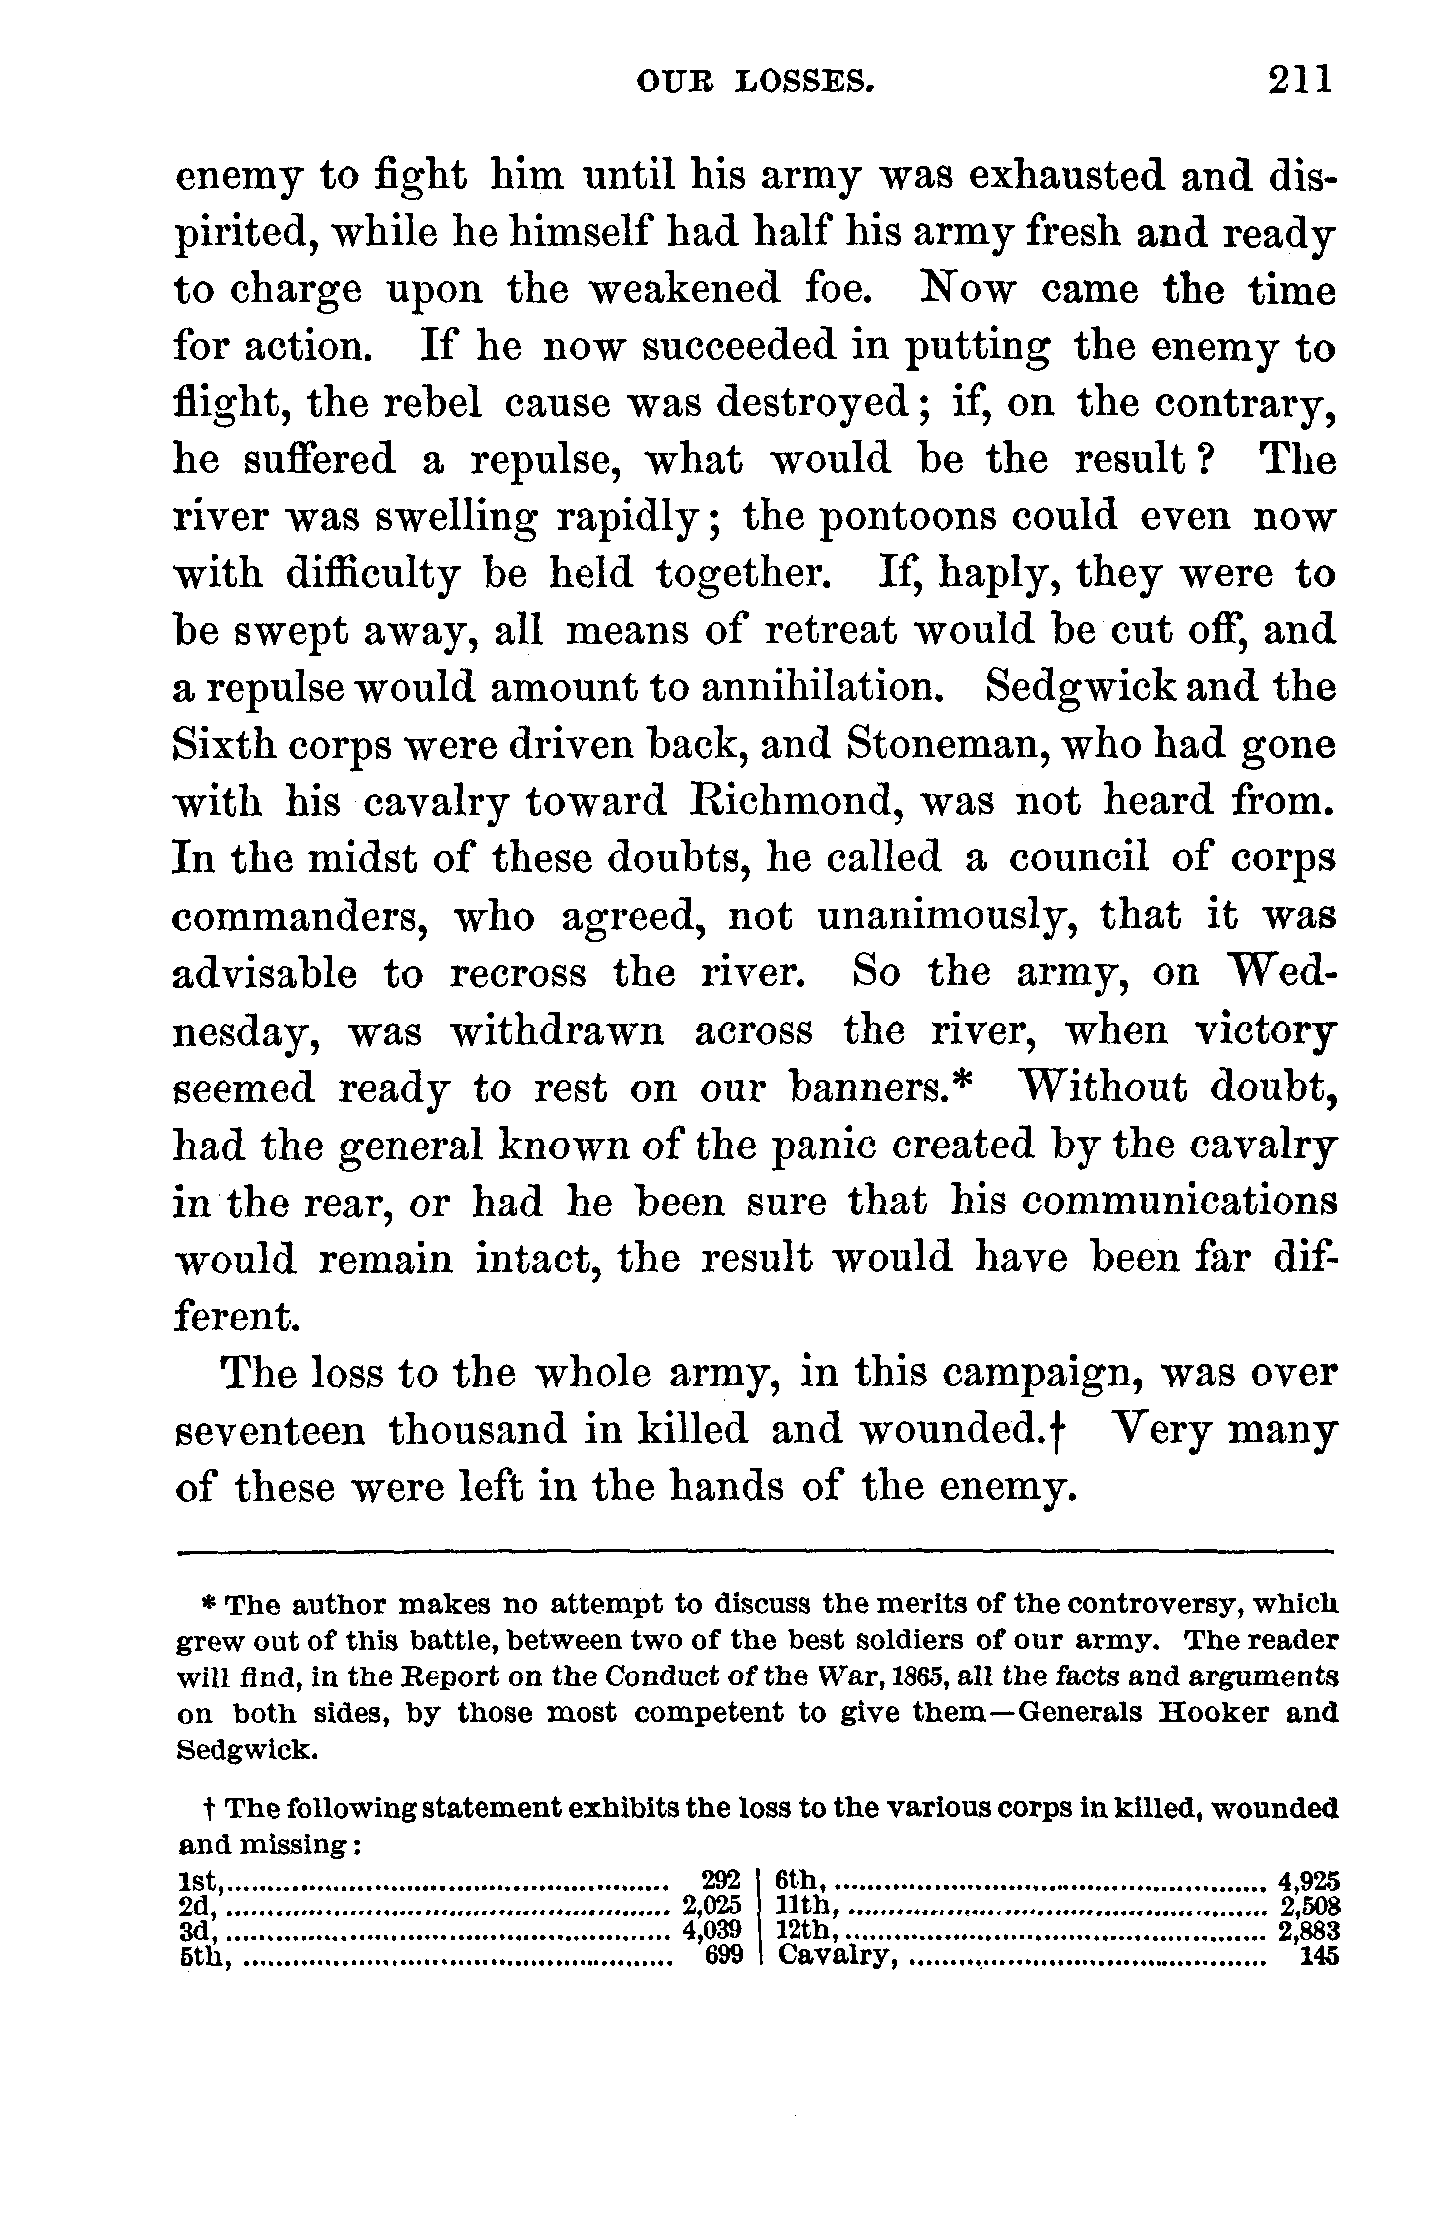 OUR LOSSES. 211
enemy to fight him until his army was exhausted and dis-
pirited, while he himself had half his army fresh and ready
to charge upon the weakened foe. Now came the time
for action. If he now succeeded in putting the enemy to
flight, the rebel cause was destroyed; if, on the contrary,
he suffered a repulse, what would be the result? The
river was swelling rapidly; the pontoons could even now
with difficulty be held together. If, haply, they were to
be swept away, all means of retreat would be cut off, and
a repulse would amount to annihilation. Sedgwick and the
Sixth corps were driven back, and Stoneman, who had gone
with his cavalry toward Richmond, was not heard from.
In the midst of these doubts, he called a council of corps
commanders, who agreed, not unanimously, that it was
advisable to recross the river. So the army, on Wed-
nesday, was withdrawn across the river, when victory
seemed ready to rest on our banners.* Without doubt,
had the general known of the panic created by the cavalry
in the rear, or had he been sure that his communications
would remain intact, the result would have been far dif-
ferent.
The loss to the whole army, in this campaign, was over
seventeen thousand in killed and wounded.† Very many
of these were left in the hands of the enemy.
* The author makes no attempt to discuss the merits of the controversy, which
grew out of this battle, between two of the best soldiers of our army. The reader
will find, in the Report on the Conduct of the War, 1865, all the facts and arguments
on both sides, by those most competent to give them—Generals Hooker and
Sedgwick.
† The following statement exhibits the loss to the various corps in killed, wounded
and missing:
1st,.......... 292 | 6th, .......... 4,925
2d, .......... 2,025 | 11th, .......... 2,508
3d, .......... 4,039 | 12th, .......... 2,883
5th, .......... 699 | Cavalry, .......... 145